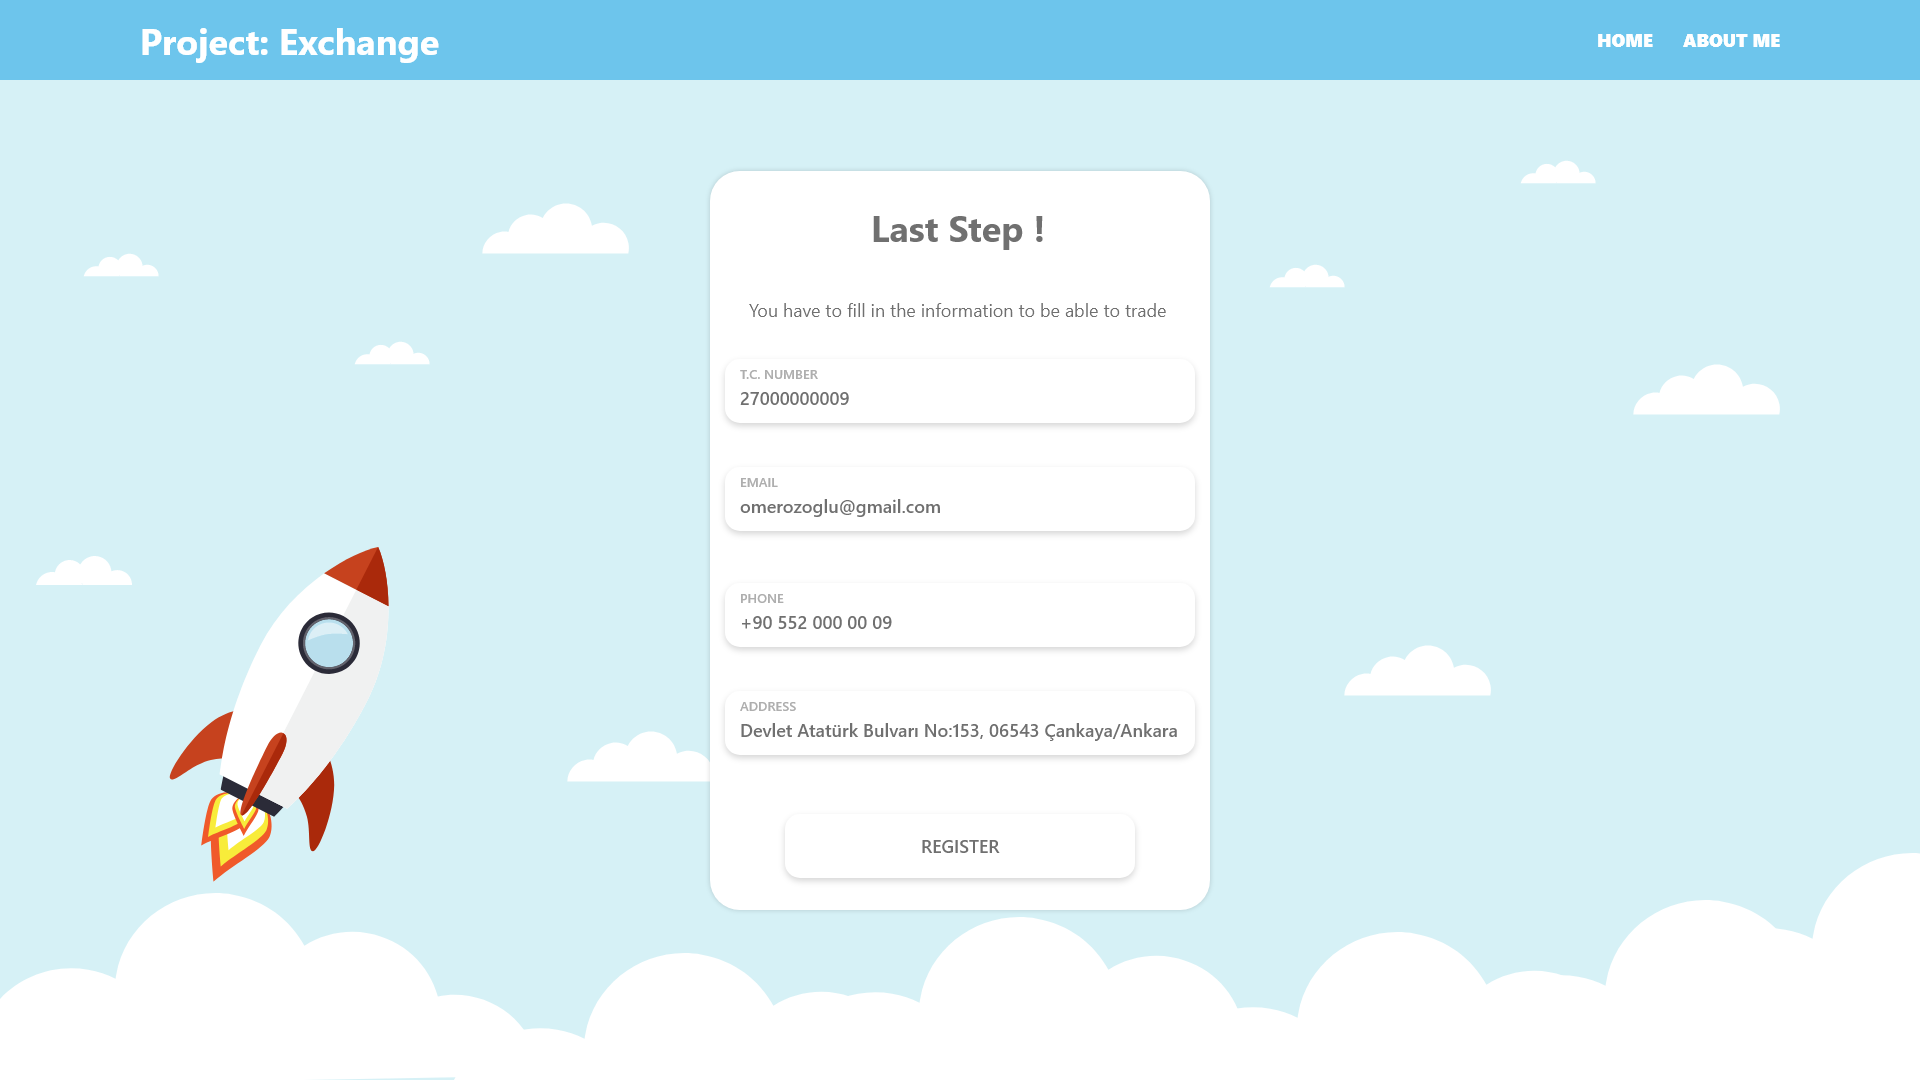 Project: Exchange
HOME
ABOUT ME
Last Step !
You have to fill in the information to be able to trade
T.C. NUMBER
27000000009
EMAIL
omerozoglu@gmail.com
PHONE
+90 552 000 00 09
ADDRESS
Devlet Atatürk Bulvarı No:153, 06543 Çankaya/Ankara
REGISTER